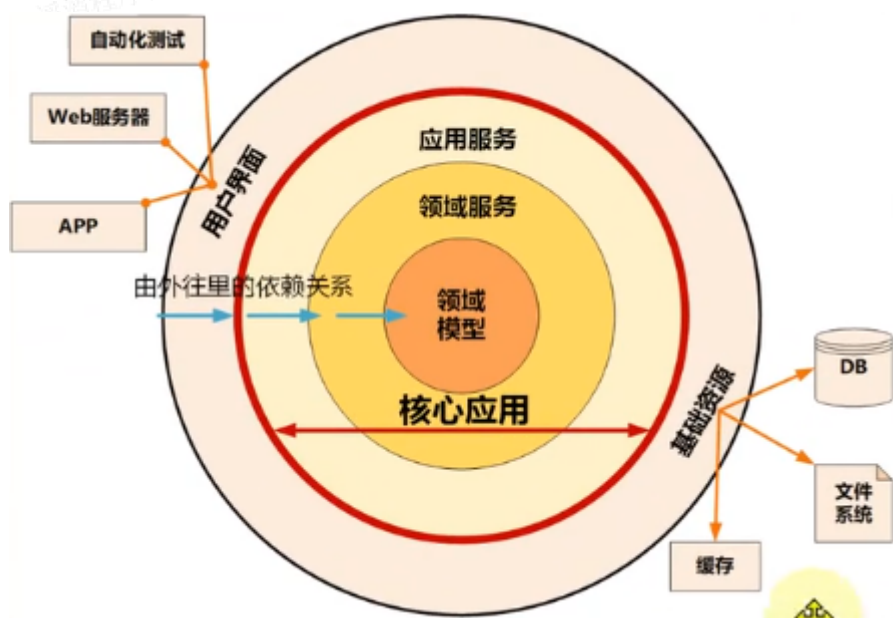 自动化测试
Web服务器
APP
用户界面
应用服务
领域服务
由外往里的依赖关系
领域
模型
核心应用
基础资源
DB
文件
系统
缓存